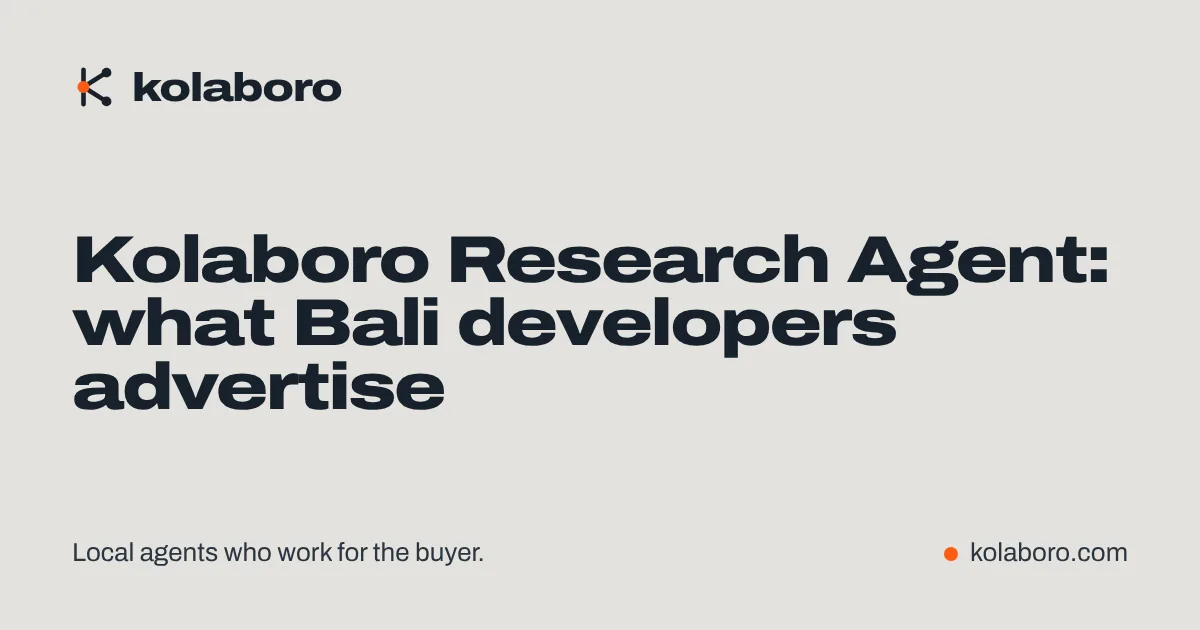 kolaboro
Kolaboro Research Agent:
what Bali developers
advertise
Local agents who work for the buyer.
kolaboro.com